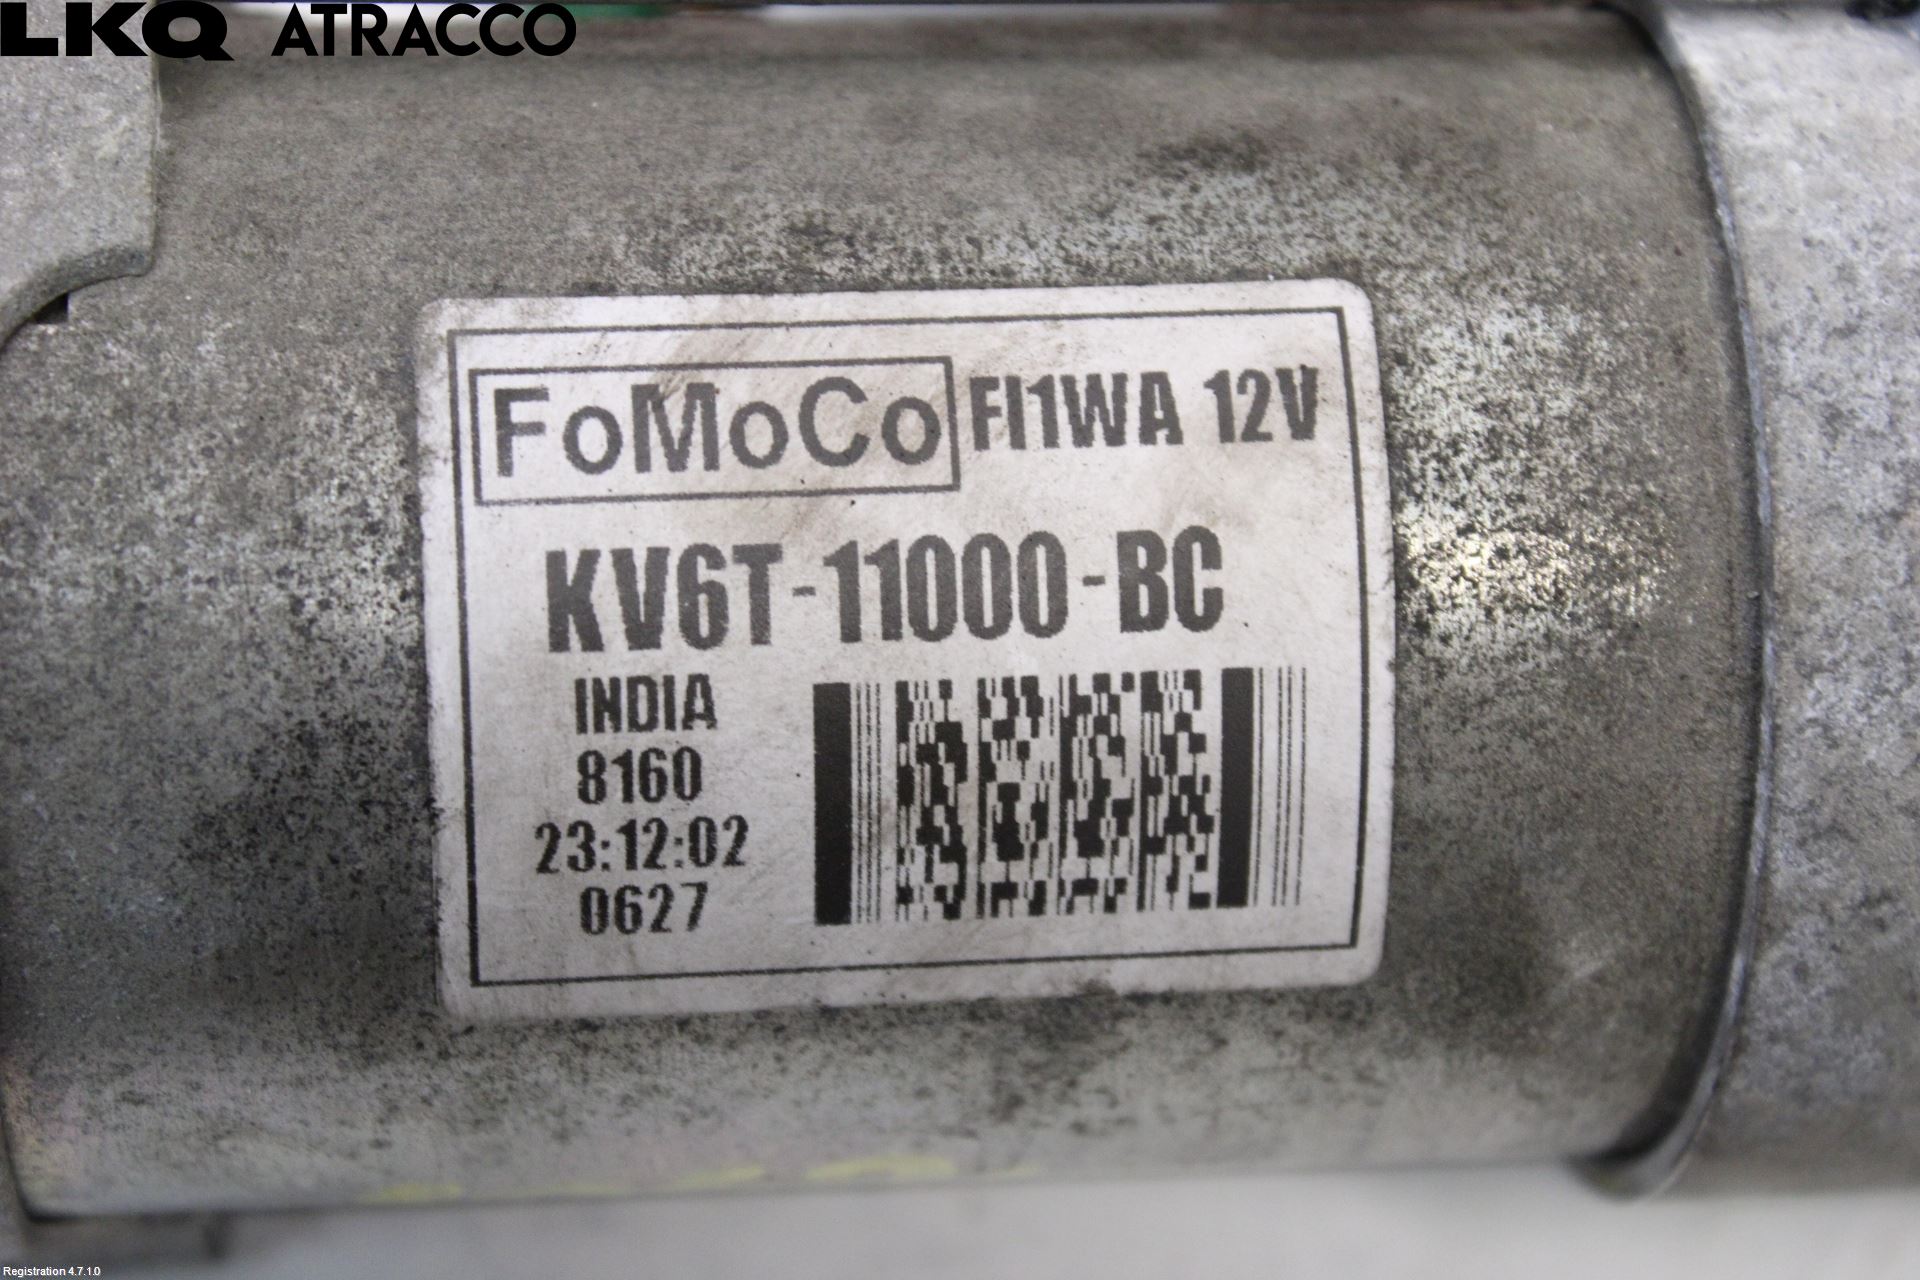 LKQ ATRACCO
FoMoCo FI1WA 12V
KV6T-11000-BC
INDIA
8160
23:12:02
0627
Registration 4.7.1.0